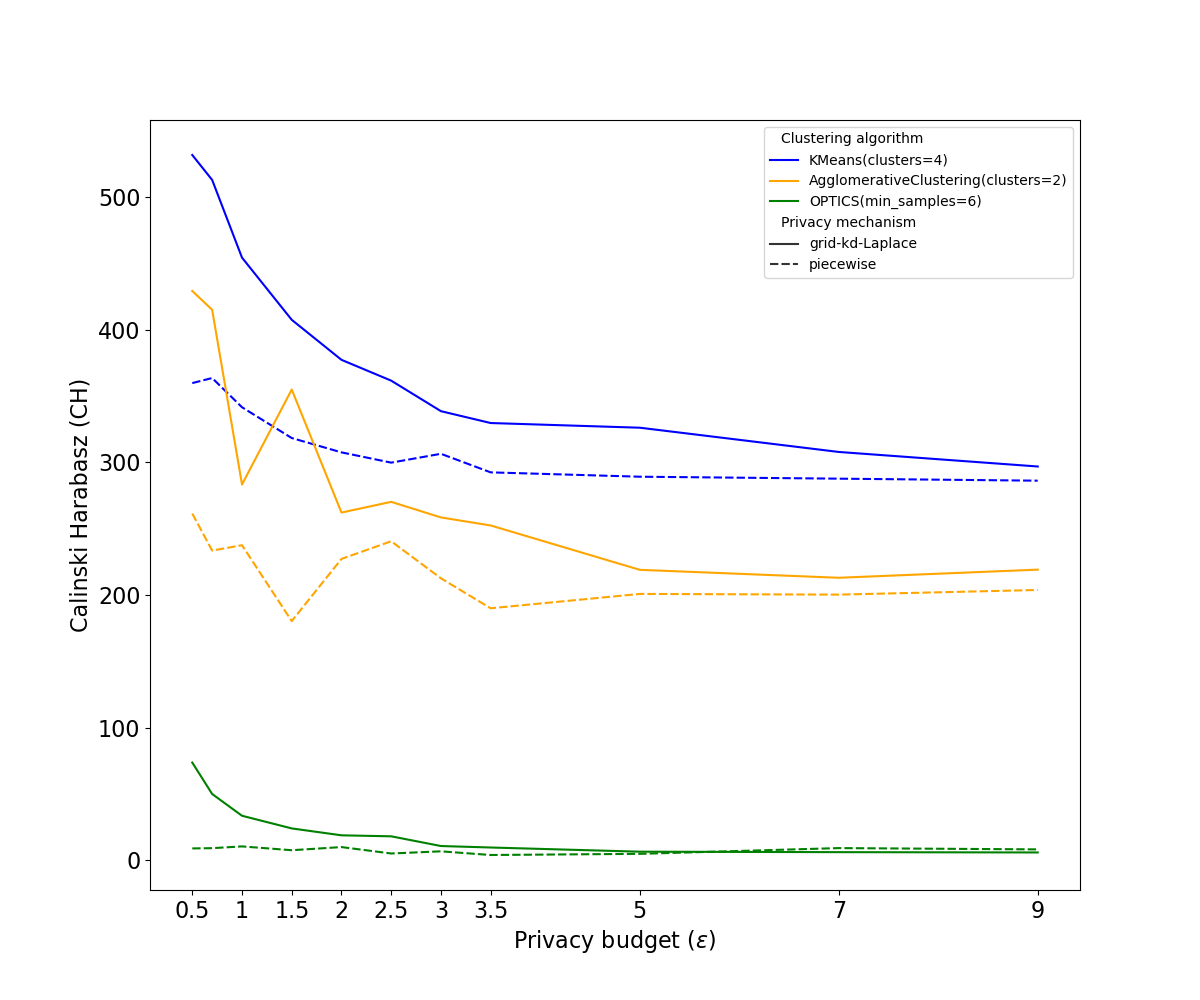 Clustering algorithm
KMeans(clusters=4)
AgglomerativeClustering(clusters=2)
OPTICS(min_samples=6)
Privacy mechanism
grid-kd-Laplace
piecewise
500
400
300
200
100
0
Calinski Harabasz (CH)
0.5 1 1.5 2 2.5 3 3.5 5 7 9
Privacy budget (ε)